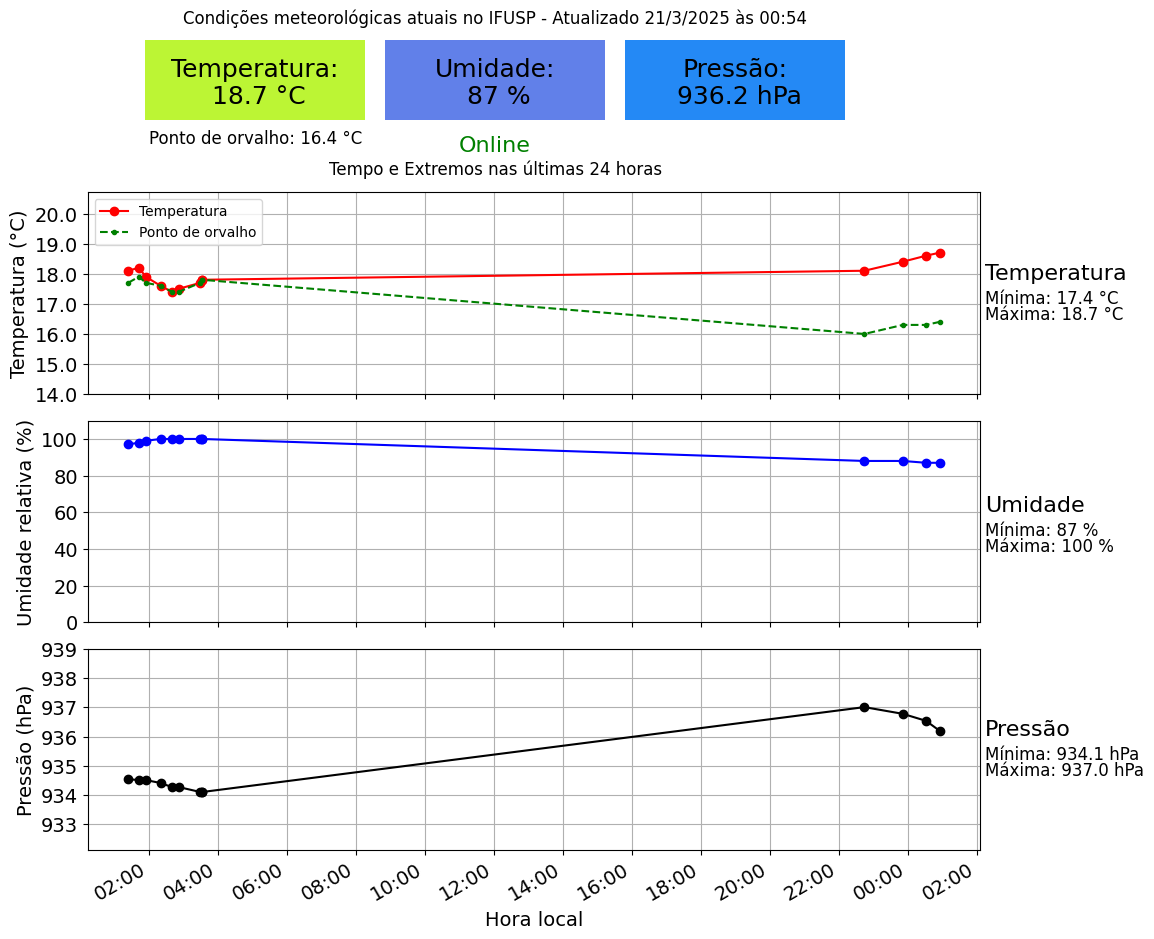 Condições meteorológicas atuais no IFUSP - Atualizado 21/3/2025 às 00:54
Temperatura:
18.7 °C
Umidade:
87 %
Pressão:
936.2 hPa
Ponto de orvalho: 16.4 °C
Online
Tempo e Extremos nas últimas 24 horas
Temperatura (°C)
20.0
19.0
18.0
17.0
16.0
15.0
14.0
Temperatura
Ponto de orvalho
Temperatura
Mínima: 17.4 °C
Máxima: 18.7 °C
Umidade relativa (%)
100
80
60
40
20
0
Umidade
Mínima: 87 %
Máxima: 100 %
Pressão (hPa)
939
938
937
936
935
934
933
Pressão
Mínima: 934.1 hPa
Máxima: 937.0 hPa
02:00
04:00
06:00
08:00
10:00
12:00
14:00
16:00
18:00
20:00
22:00
00:00
02:00
Hora local